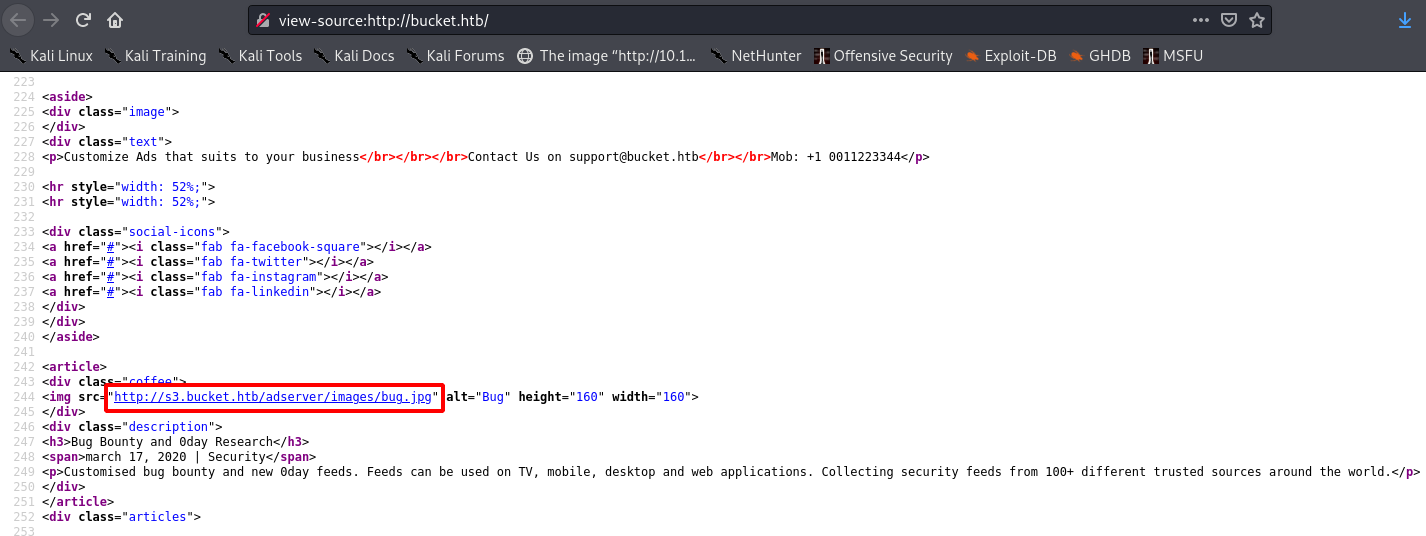 view-source:http://bucket.htb/
Kali Linux Kali Training Kali Tools Kali Docs Kali Forums The image “http://10.1… NetHunter Offensive Security Exploit-DB GHDB MSFU
223
224 <aside>
225 <div class="image">
226 </div>
227 <div class="text">
228 <p>Customize Ads that suits to your business</br></br></br>Contact Us on support@bucket.htb</br></br>Mob: +1 0011223344</p>
229
230 <hr style="width: 52%;">
231 <hr style="width: 52%;">
232
233 <div class="social-icons">
234 <a href="#"><i class="fab fa-facebook-square"></i></a>
235 <a href="#"><i class="fab fa-twitter"></i></a>
236 <a href="#"><i class="fab fa-instagram"></i></a>
237 <a href="#"><i class="fab fa-linkedin"></i></a>
238 </div>
239 </div>
240 </aside>
241
242 <article>
243 <div class="coffee">
244 <img src="http://s3.bucket.htb/adserver/images/bug.jpg" alt="Bug" height="160" width="160">
245 </div>
246 <div class="description">
247 <h3>Bug Bounty and 0day Research</h3>
248 <span>march 17, 2020 | Security</span>
249 <p>Customised bug bounty and new 0day feeds. Feeds can be used on TV, mobile, desktop and web applications. Collecting security feeds from 100+ different trusted sources around the world.</p>
250 </div>
251 </article>
252 <div class="articles">
253